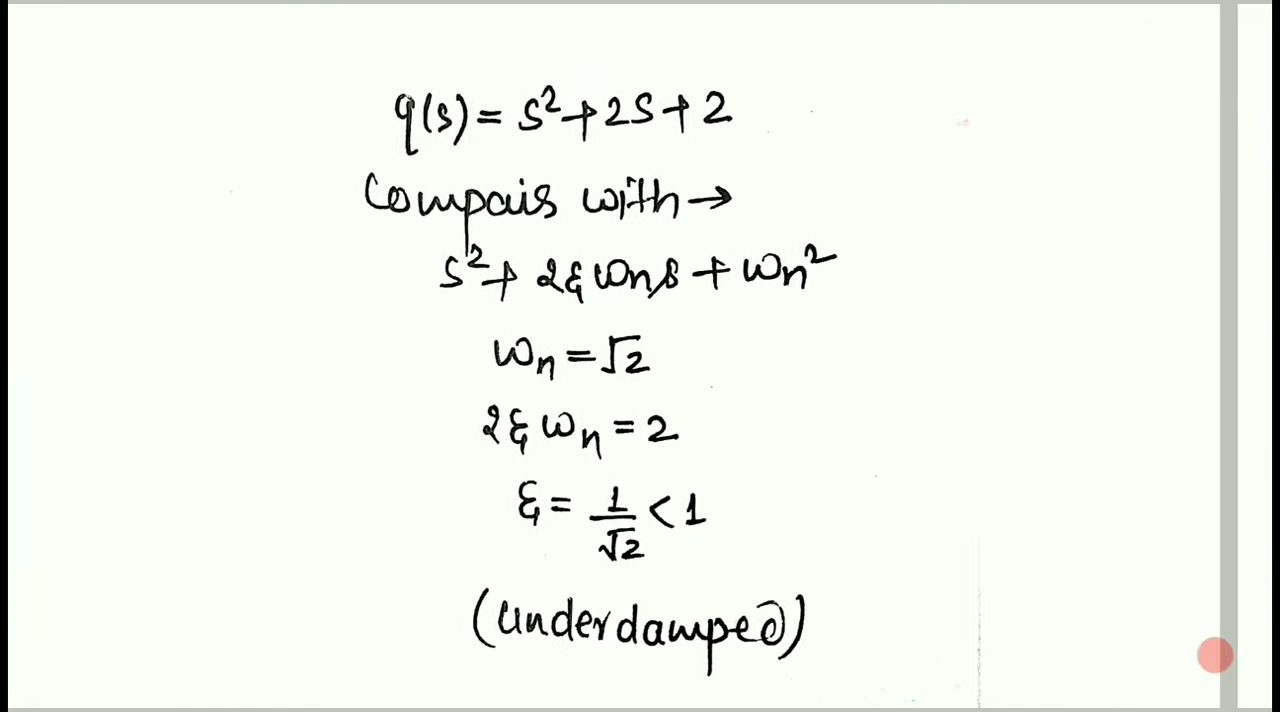 q(s) = s²+2s+2
Compais with→
s²+ 2ξωns + ωn²
ωn = √2
2ξωn = 2
ξ = 1/√2 < 1
(underdamped)